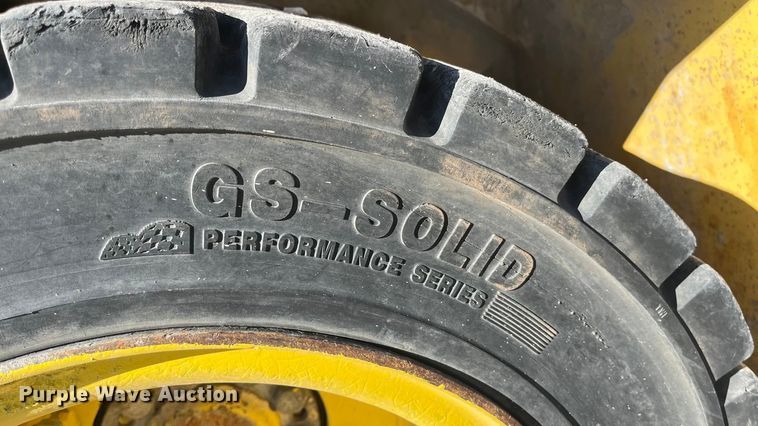 GS-SOLID
PERFORMANCE SERIES
Purple Wave Auction